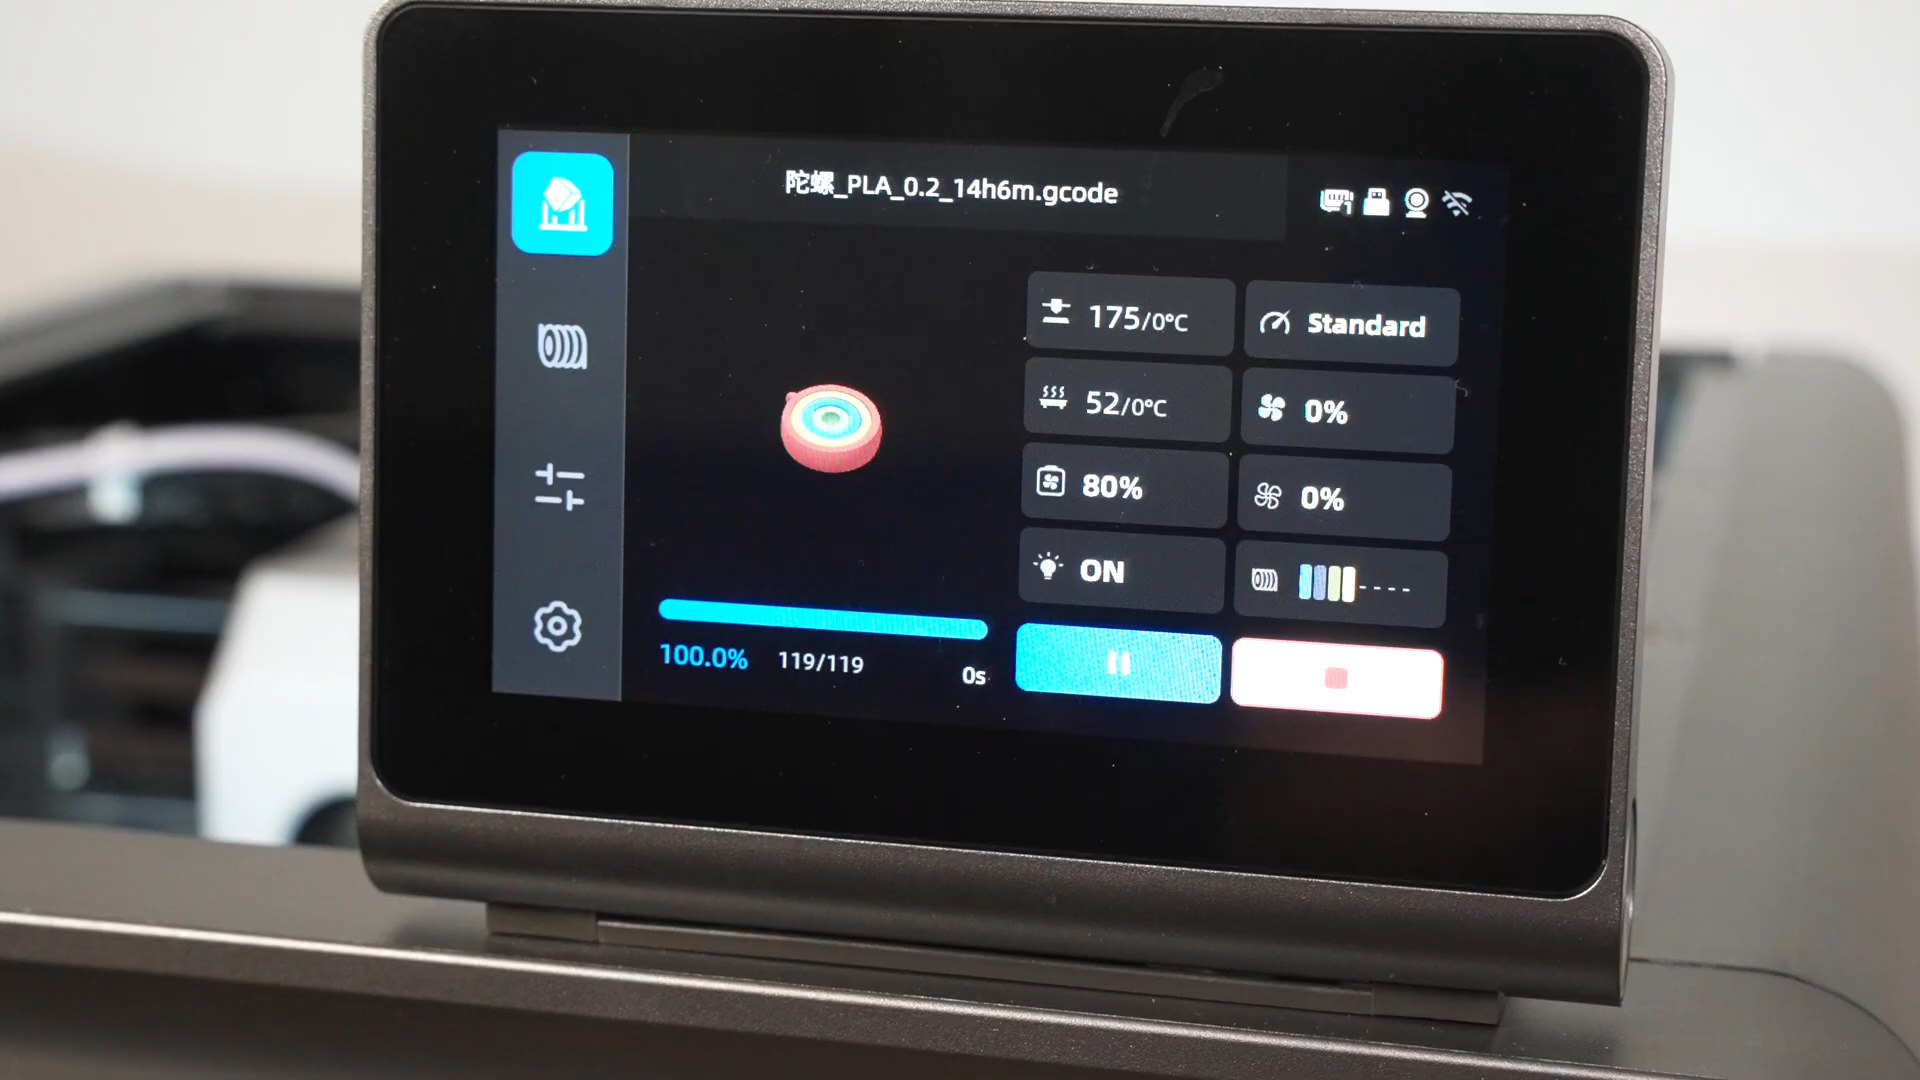 陀螺_PLA_0.2_14h6m.gcode
175/0°C
Standard
52/0°C
0%
80%
0%
ON
----
100.0%
119/119
0s